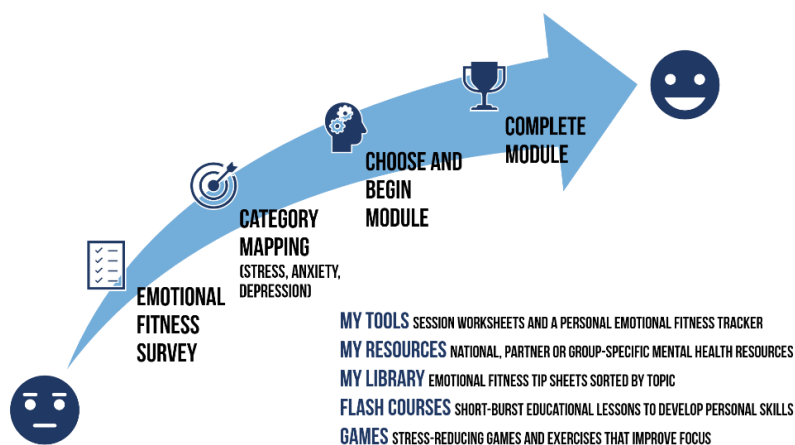 COMPLETE
MODULE
CHOOSE AND
BEGIN
MODULE
CATEGORY
MAPPING
(STRESS, ANXIETY,
DEPRESSION)
EMOTIONAL
FITNESS
SURVEY
MY TOOLS SESSION WORKSHEETS AND A PERSONAL EMOTIONAL FITNESS TRACKER
MY RESOURCES NATIONAL, PARTNER OR GROUP-SPECIFIC MENTAL HEALTH RESOURCES
MY LIBRARY EMOTIONAL FITNESS TIP SHEETS SORTED BY TOPIC
FLASH COURSES SHORT-BURST EDUCATIONAL LESSONS TO DEVELOP PERSONAL SKILLS
GAMES STRESS-REDUCING GAMES AND EXERCISES THAT IMPROVE FOCUS